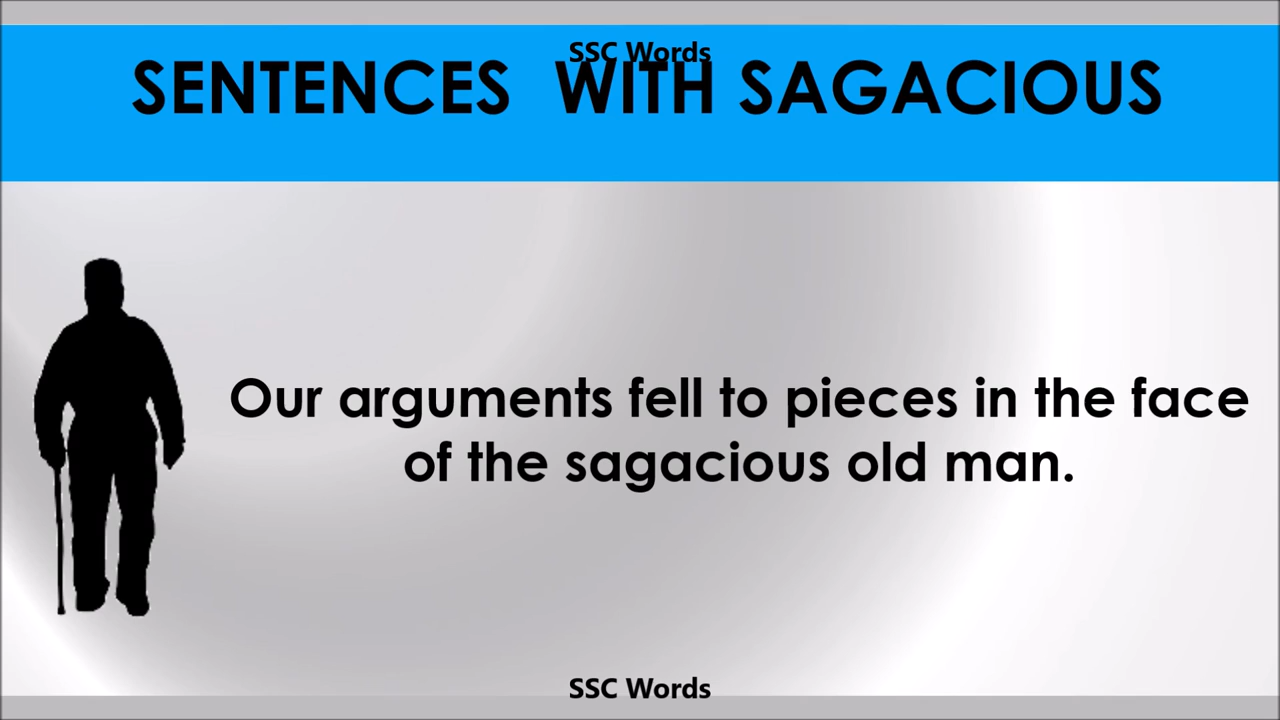 SSC Words
SENTENCES WITH SAGACIOUS
Our arguments fell to pieces in the face
of the sagacious old man.
SSC Words